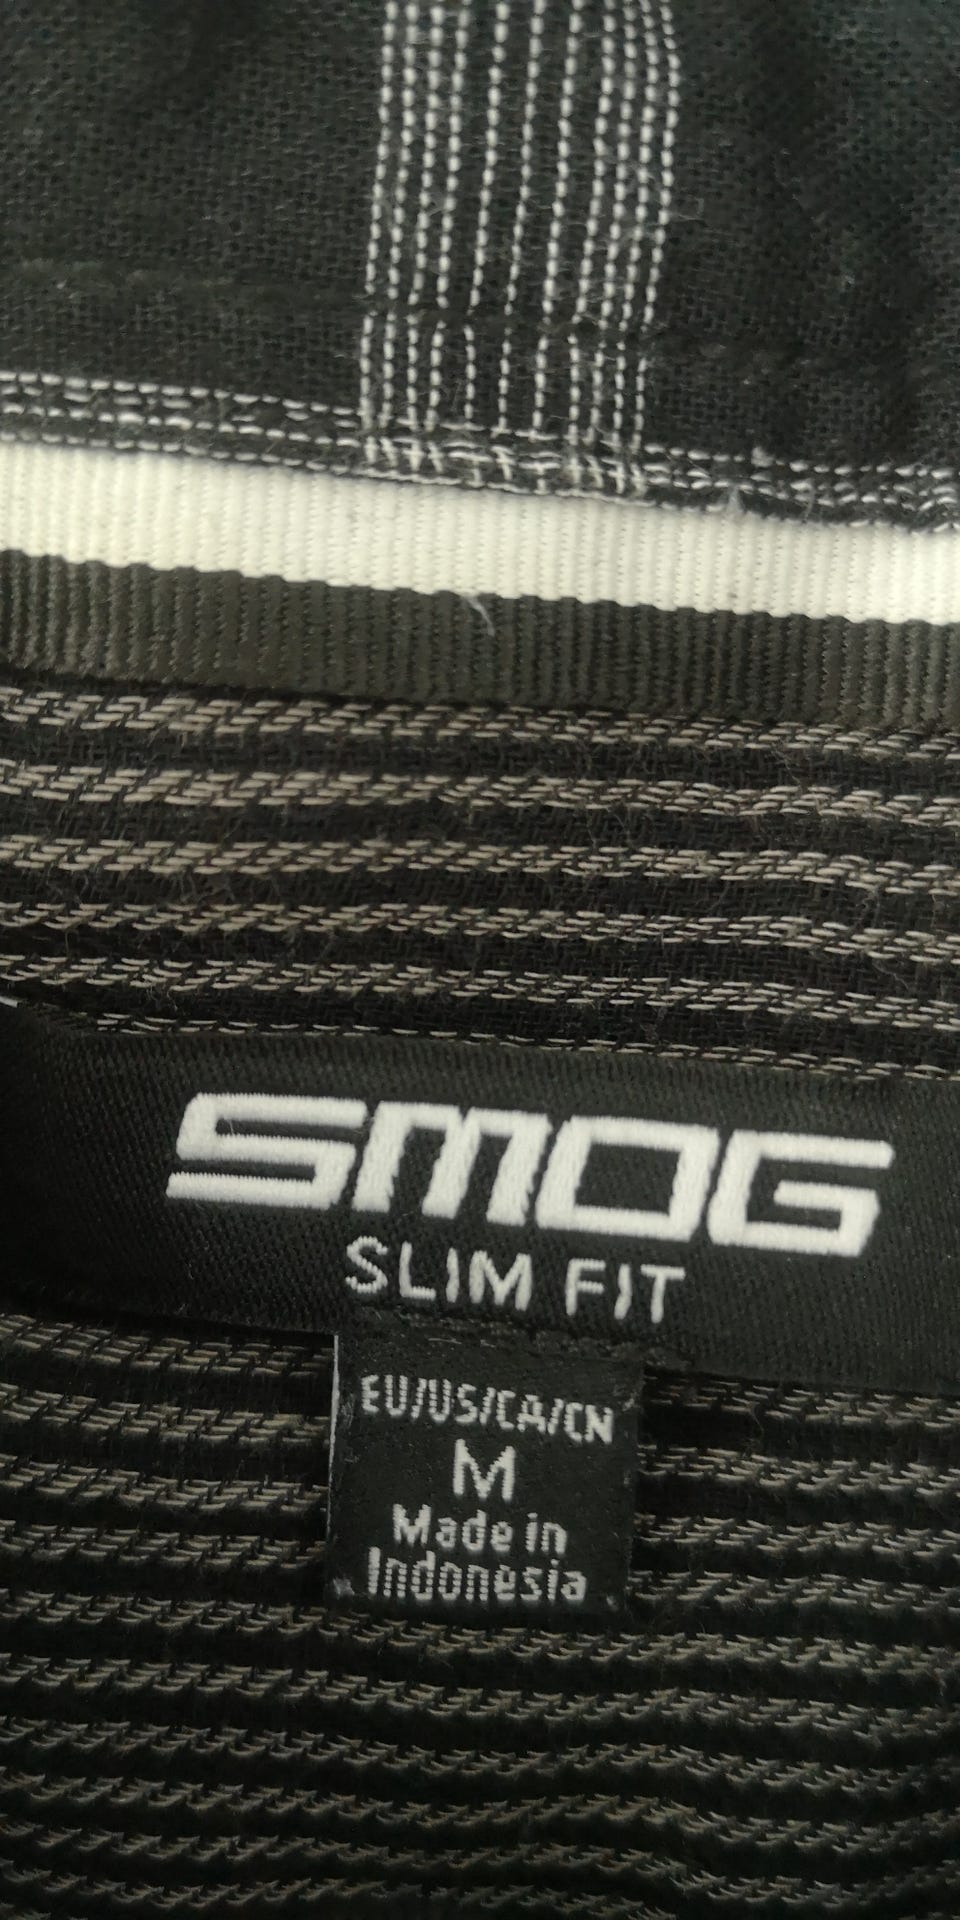 SMOG
SLIM FIT
EU/US/CA/CN
M
Made in
Indonesia